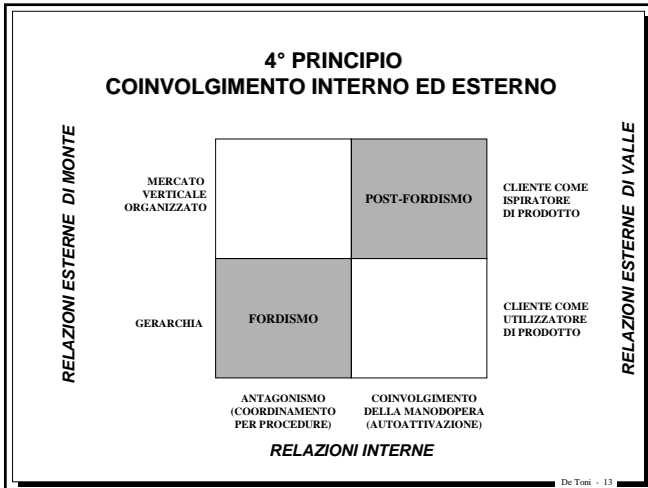 4° PRINCIPIO
COINVOLGIMENTO INTERNO ED ESTERNO
RELAZIONI ESTERNE DI MONTE
MERCATO
VERTICALE
ORGANIZZATO
GERARCHIA
POST-FORDISMO
FORDISMO
CLIENTE COME
ISPIRATORE
DI PRODOTTO
CLIENTE COME
UTILIZZATORE
DI PRODOTTO
RELAZIONI ESTERNE DI VALLE
ANTAGONISMO
(COORDINAMENTO
PER PROCEDURE)
COINVOLGIMENTO
DELLA MANODOPERA
(AUTOATTIVAZIONE)
RELAZIONI INTERNE
De Toni - 13